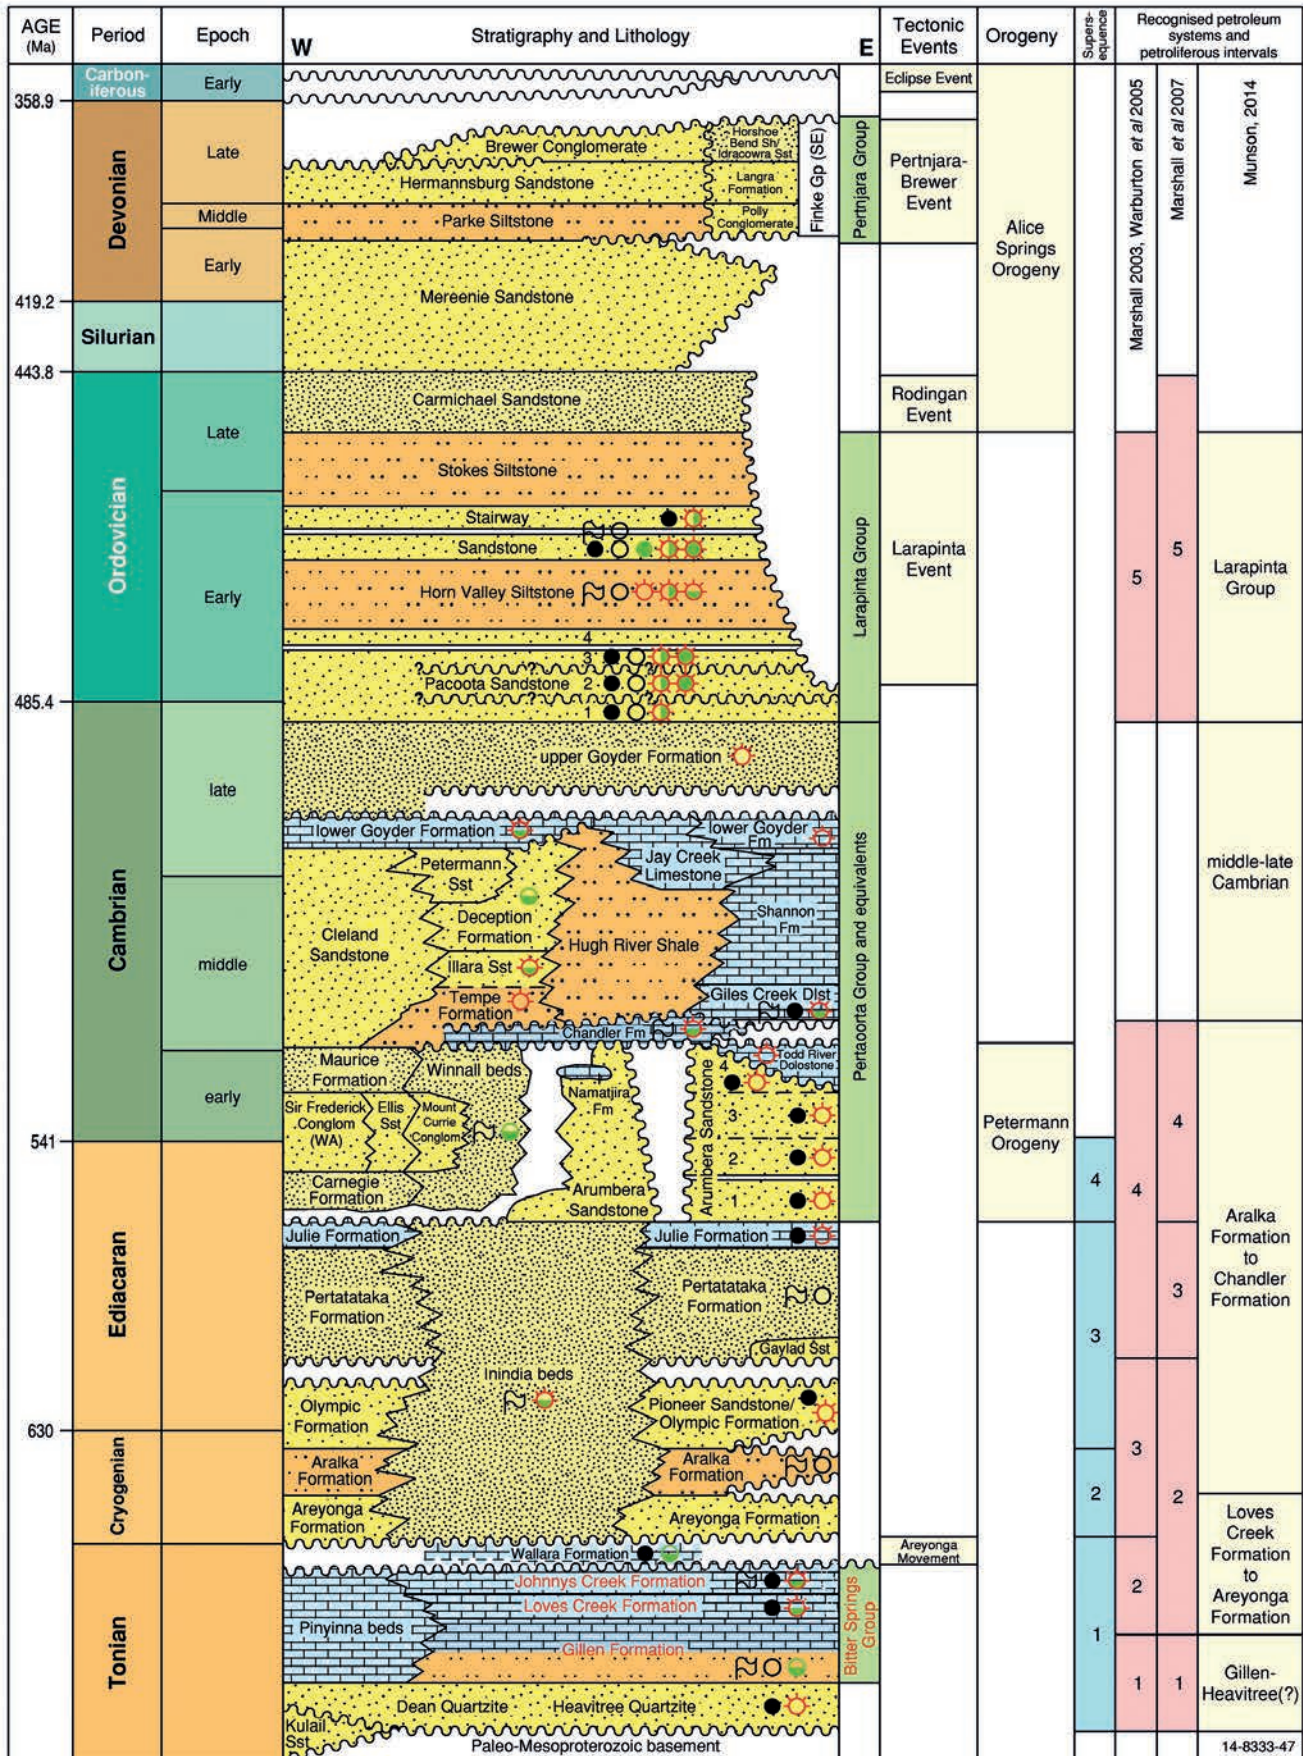 AGE
(Ma)
Period
Epoch
W
Stratigraphy and Lithology
E
Tectonic
Events
Orogeny
Supers-
equence
Recognised petroleum
systems and
petroliferous intervals
Marshall 2003, Warburton et al 2005
Marshall et al 2007
Munson, 2014
358.9
419.2
443.8
485.4
541
630
Carbon-
iferous
Devonian
Silurian
Ordovician
Cambrian
Ediacaran
Cryogenian
Tonian
Early
Late
Middle
Early
Late
Early
late
middle
early
Brewer Conglomerate
Horshoe
Bend Sh/
Idracowra Sst
Hermannsburg Sandstone
Langra
Formation
Parke Siltstone
Polly
Conglomerate
Finke Gp (SE)
Mereenie Sandstone
Carmichael Sandstone
Stokes Siltstone
Stairway
Sandstone
Horn Valley Siltstone
4
3
? ? ?
Pacoota Sandstone 2
? ? ?
1
upper Goyder Formation
lower Goyder Formation
lower Goyder
Fm
Petermann
Sst
Jay Creek
Limestone
Cleland
Sandstone
Deception
Formation
Hugh River Shale
Shannon
Fm
Illara Sst
Tempe
Formation
Giles Creek Dlst
Chandler Fm
Maurice
Formation
Winnall beds
Namatjira
Fm
Todd River
Dolostone
Sir Frederick
Conglom
(WA)
Ellis
Sst
Mount
Currie
Conglom
Carnegie
Formation
Arumbera
Sandstone
Arumbera Sandstone
4
3
2
1
Julie Formation
Julie Formation
Pertatataka
Formation
Pertatataka
Formation
Gaylad Sst
Inindia beds
Olympic
Formation
Pioneer Sandstone/
Olympic Formation
Aralka
Formation
Aralka
Formation
Areyonga
Formation
Areyonga Formation
Wallara Formation
Johnnys Creek Formation
Loves Creek Formation
Pinyinna beds
Gillen Formation
Dean Quartzite
Heavitree Quartzite
Kulail
Sst
Paleo-Mesoproterozoic basement
Pertnjara Group
Larapinta Group
Pertaoorta Group and equivalents
Bitter Springs
Group
Eclipse Event
Pertnjara-
Brewer
Event
Rodingan
Event
Larapinta
Event
Areyonga
Movement
Alice
Springs
Orogeny
Petermann
Orogeny
4
3
2
1
5
4
3
2
1
5
4
3
2
1
Larapinta
Group
middle-late
Cambrian
Aralka
Formation
to
Chandler
Formation
Loves
Creek
Formation
to
Areyonga
Formation
Gillen-
Heavitree(?)
14-8333-47